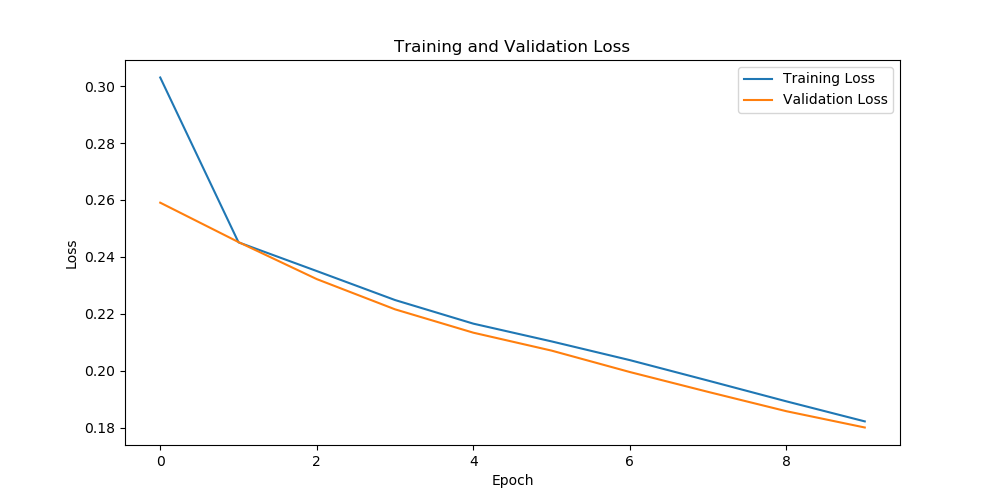 Training and Validation Loss
Training Loss
Validation Loss
0.30
0.28
0.26
0.24
0.22
0.20
0.18
Loss
0 2 4 6 8
Epoch